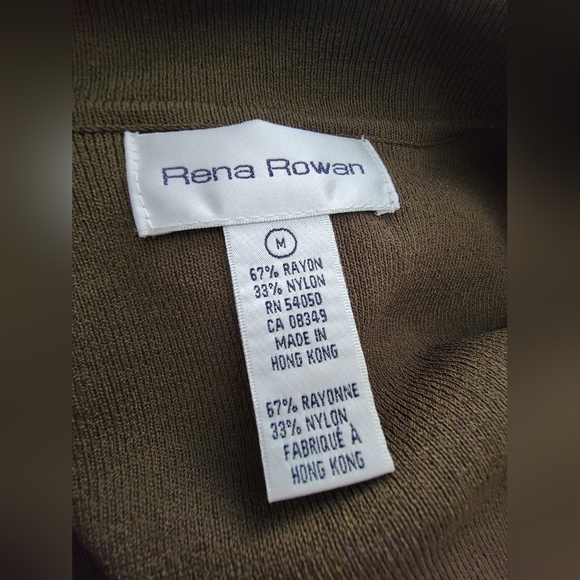 Rena Rowan
M
67% RAYON
33% NYLON
RN 54050
CA 08349
MADE IN
HONG KONG
67% RAYONNE
33% NYLON
FABRIQUÉ À
HONG KONG